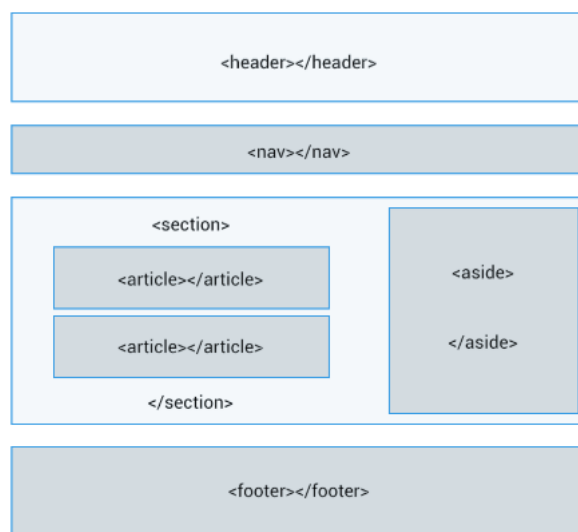 <header></header>
<nav></nav>
<section>
<article></article>
<article></article>
</section>
<aside>
</aside>
<footer></footer>